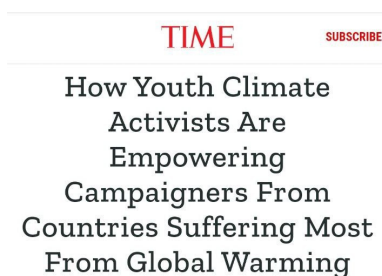 TIME
SUBSCRIBE
How Youth Climate
Activists Are
Empowering
Campaigners From
Countries Suffering Most
From Global Warming